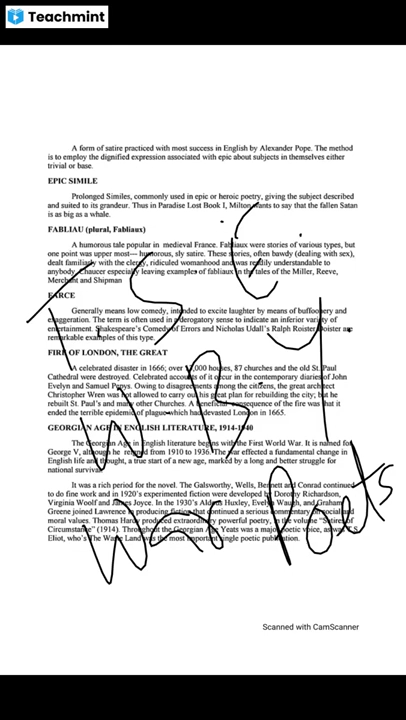 Teachmint
A form of satire practiced with most success in English by Alexander Pope. The method
is to employ the dignified expression associated with epic about subjects in themselves either
trivial or base.
EPIC SIMILE
Prolonged Similes, commonly used in epic or heroic poetry, giving the subject described
and suited to its grandeur. Thus in Paradise Lost Book I, Milton wants to say that the fallen Satan
is as big as a whale.
FABLIAU (plural, Fabliaux)
A humorous tale popular in medieval France. Fabliaux were stories of various types, but
one point was upper most--- humorous, sly satire. These stories, often bawdy (dealing with sex),
dealt familiarly with the clergy, ridiculed womanhood and was readily understandable to
anybody. Chaucer especially leaving examples of fabliaux in the tales of the Miller, Reeve,
Merchant and Shipman
FARCE
Generally means low comedy, intended to excite laughter by means of buffoonery and
exaggeration. The term is often used in derogatory sense to indicate an inferior variety of
entertainment. Shakespeare's Comedy of Errors and Nicholas Udall's Ralph Roister Doister are
remarkable examples of this type.
FIRE OF LONDON, THE GREAT
A celebrated disaster in 1666; over houses, 87 churches and the old St. Paul
Cathedral were destroyed. Celebrated accounts of it occur in the contemporary diaries of John
Evelyn and Samuel Pepys. Owing to disagreements among the citizens, the great architect
Christopher Wren was not allowed to carry out his great plan for rebuilding the city; but he
rebuilt St. Paul's and many other Churches. A beneficial consequence of the fire was that it
ended the terrible epidemic of plague which had devasted London in 1665.
GEORGIAN AGE IN ENGLISH LITERATURE, 1914-1940
The Georgian Age in English literature begins with the First World War. It is named for
George V, although he reigned from 1910 to 1936. The war effected a fundamental change in
English life and thought, a true start of a new age, marked by a long and better struggle for
national survival.
It was a rich period for the novel. The Galsworthy, Wells, Bennett and Conrad continued
to do fine work and in 1920's experimented fiction were developed by Dorothy Richardson,
Virginia Woolf and James Joyce. In the 1930's Aldous Huxley, Evelyn Waugh, and Graham
Greene joined Lawrence in producing fiction that continued a serious commentary on social and
moral values. Thomas Hardy produced extraordinary powerful poetry, in the volume "Satires of
Circumstance" (1914). Throughout the Georgian Age Yeats was a major poetic voice, as was T.S.
Eliot, who's The Waste Land was the most important single poetic publication.
War Poets
Scanned with CamScanner